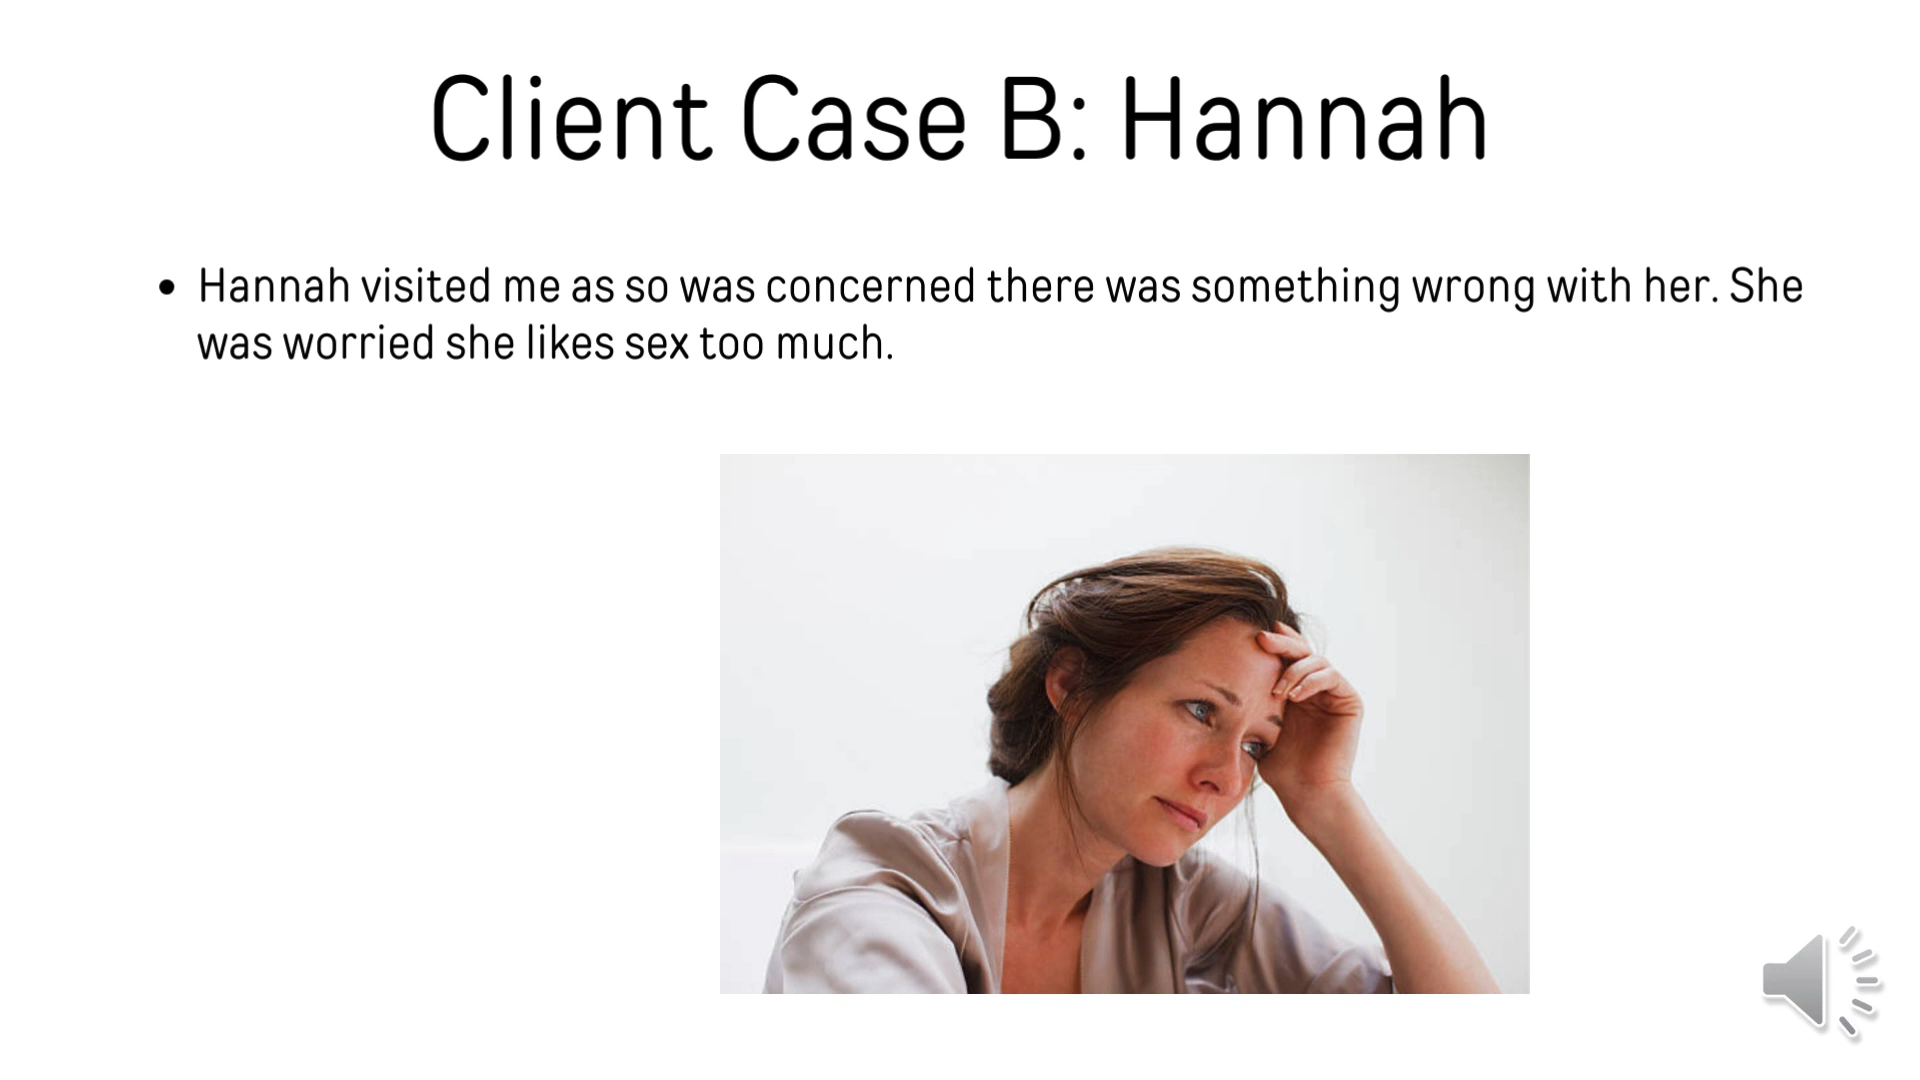 Client Case B: Hannah
• Hannah visited me as so was concerned there was something wrong with her. She
was worried she likes sex too much.